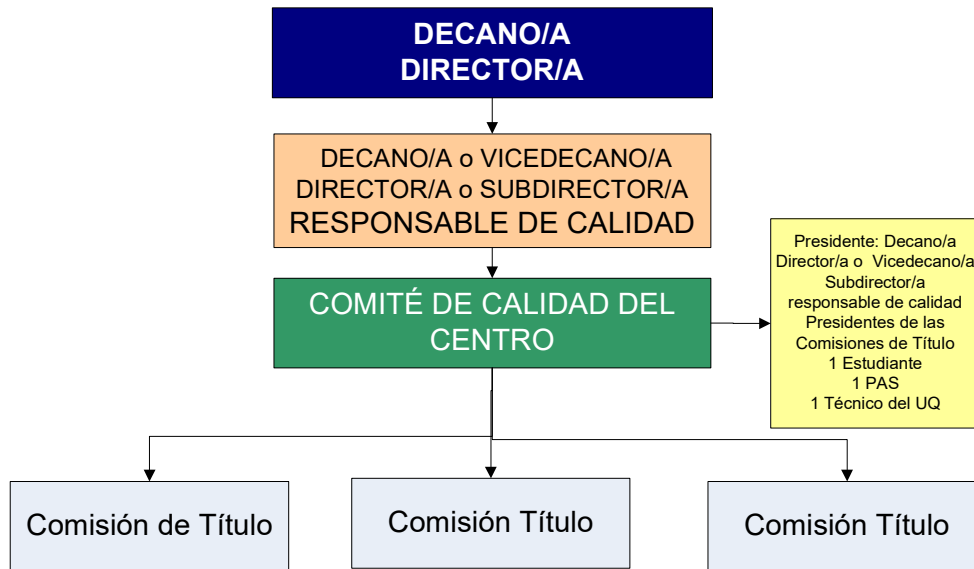 DECANO/A
DIRECTOR/A
DECANO/A o VICEDECANO/A
DIRECTOR/A o SUBDIRECTOR/A
RESPONSABLE DE CALIDAD
COMITÉ DE CALIDAD DEL
CENTRO
Presidente: Decano/a
Director/a o Vicedecano/a
Subdirector/a
responsable de calidad
Presidentes de las
Comisiones de Título
1 Estudiante
1 PAS
1 Técnico del UQ
Comisión de Título
Comisión Título
Comisión Título